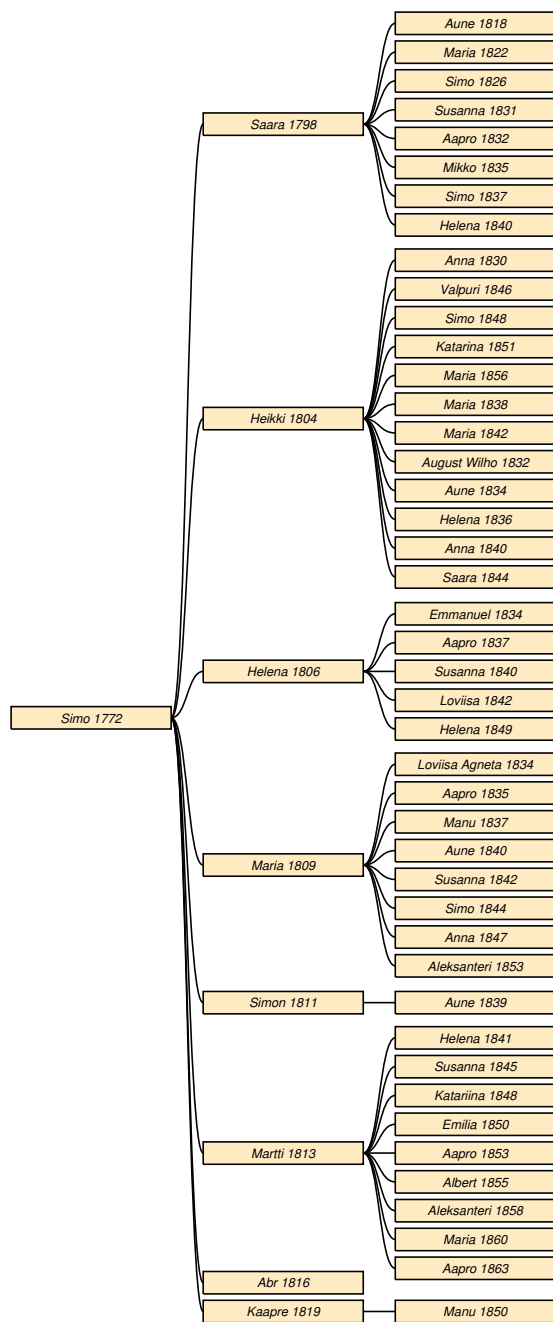 Simo 1772
Saara 1798
Aune 1818
Maria 1822
Simo 1826
Susanna 1831
Aapro 1832
Mikko 1835
Simo 1837
Helena 1840
Heikki 1804
Anna 1830
Valpuri 1846
Simo 1848
Katarina 1851
Maria 1856
Maria 1838
Maria 1842
August Wilho 1832
Aune 1834
Helena 1836
Anna 1840
Saara 1844
Helena 1806
Emmanuel 1834
Aapro 1837
Susanna 1840
Loviisa 1842
Helena 1849
Maria 1809
Loviisa Agneta 1834
Aapro 1835
Manu 1837
Aune 1840
Susanna 1842
Simo 1844
Anna 1847
Aleksanteri 1853
Simon 1811
Aune 1839
Martti 1813
Helena 1841
Susanna 1845
Katariina 1848
Emilia 1850
Aapro 1853
Albert 1855
Aleksanteri 1858
Maria 1860
Aapro 1863
Abr 1816
Kaapre 1819
Manu 1850